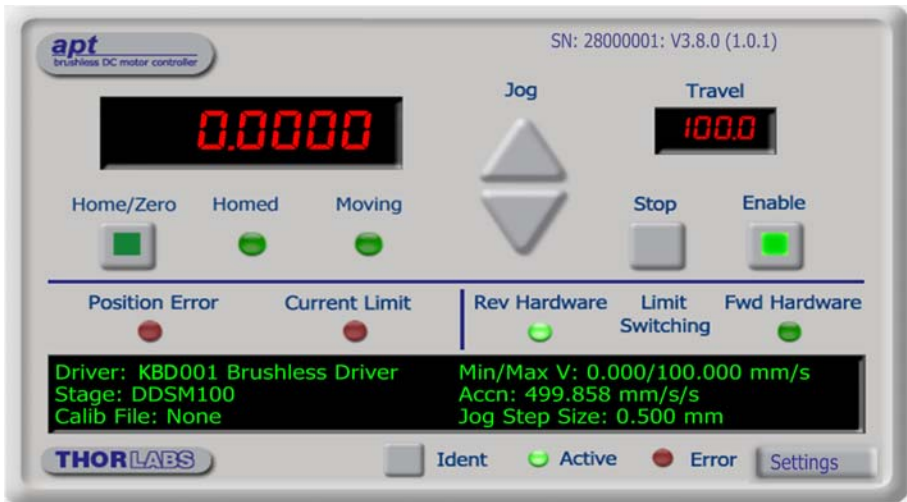 apt
brushless DC motor controller
SN: 28000001: V3.8.0 (1.0.1)
Jog
Travel
0.0000
100.0
Home/Zero
Homed
Moving
Stop
Enable
Position Error
Current Limit
Rev Hardware
Limit
Switching
Fwd Hardware
Driver: KBD001 Brushless Driver
Stage: DDSM100
Calib File: None
Min/Max V: 0.000/100.000 mm/s
Accn: 499.858 mm/s/s
Jog Step Size: 0.500 mm
THORLABS
Ident
Active
Error
Settings